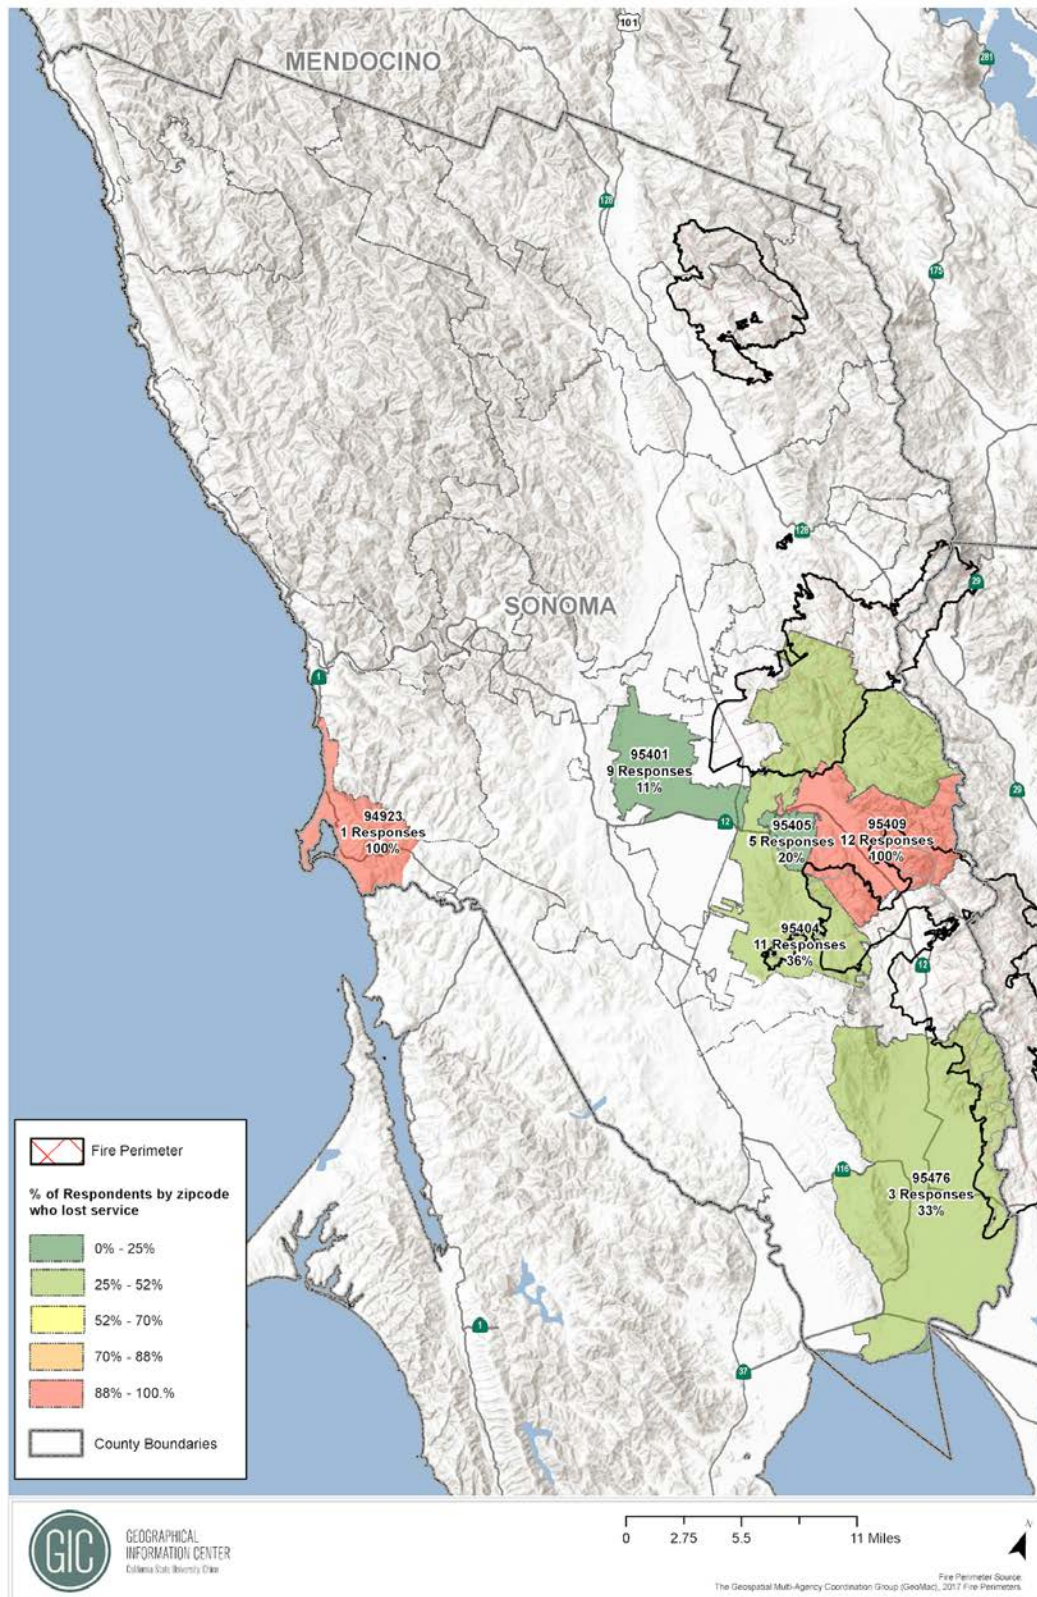 101
281
MENDOCINO
128
175
128
29
SONOMA
1
95401
9 Responses
11%
29
12
94923
1 Responses
100%
95405
5 Responses
20%
95409
12 Responses
100%
95404
11 Responses
36%
12
116
95476
3 Responses
33%
1
37
Fire Perimeter
% of Respondents by zipcode
who lost service
0% - 25%
25% - 52%
52% - 70%
70% - 88%
88% - 100.%
County Boundaries
GIC
GEOGRAPHICAL
INFORMATION CENTER
California State University, Chico
0 2.75 5.5 11 Miles
N
Fire Perimeter Source:
The Geospatial Multi-Agency Coordination Group (GeoMac), 2017 Fire Perimeters.